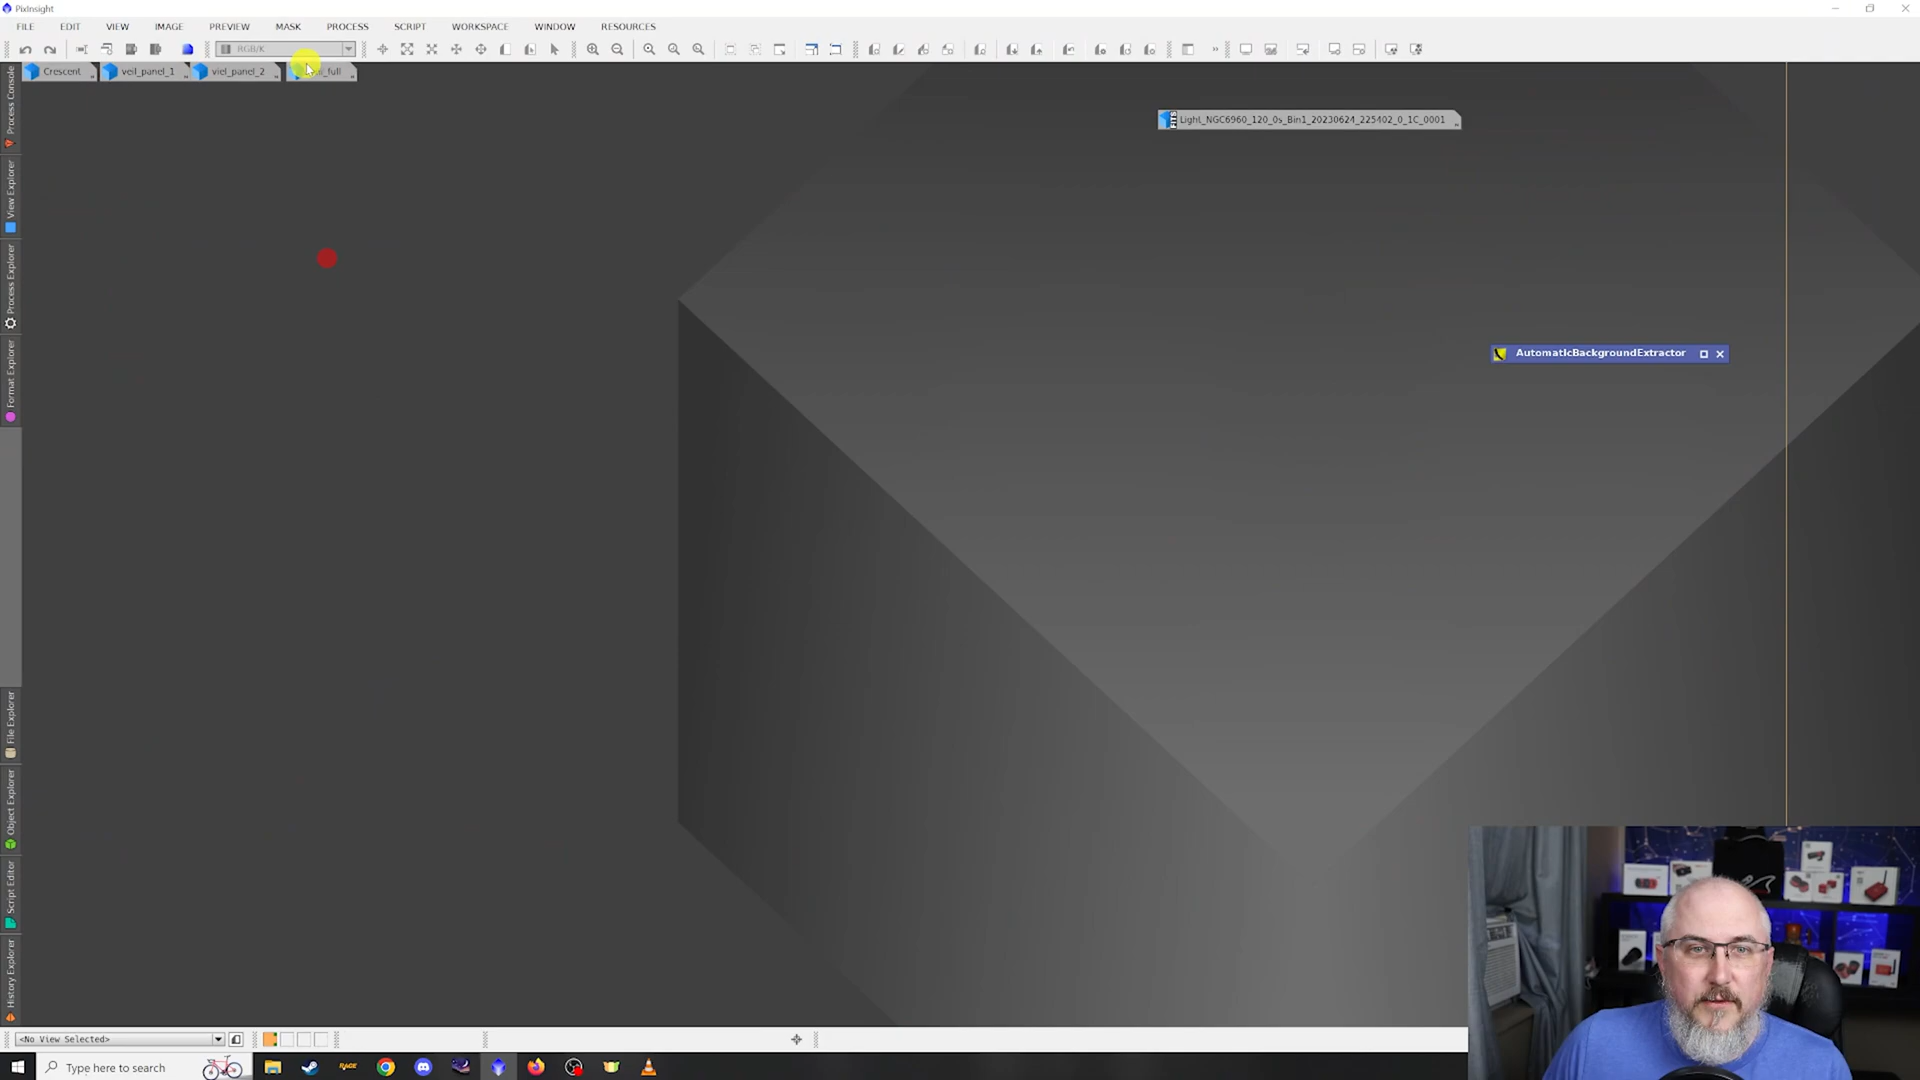 PixInsight
FILE EDIT VIEW IMAGE PREVIEW MASK PROCESS SCRIPT WORKSPACE WINDOW RESOURCES
RGB/K
Crescent veil_panel_1 viel_panel_2 _full
Light_NGC6960_120_0s_Bin1_20230624_225402_0_1C_0001
FITS
AutomaticBackgroundExtractor
Process Console
View Explorer
Process Explorer
Format Explorer
File Explorer
Object Explorer
Script Editor
History Explorer
<No View Selected>
Type here to search
RAGE